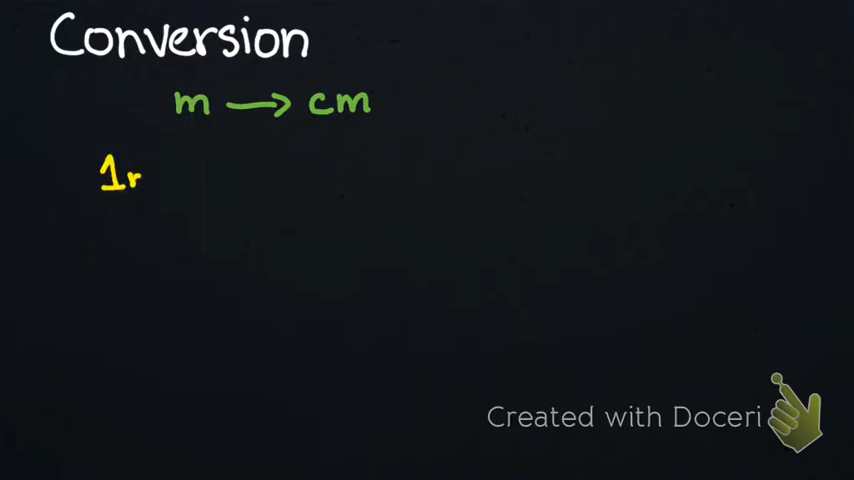 Conversion
m → cm
1r
Created with Doceri